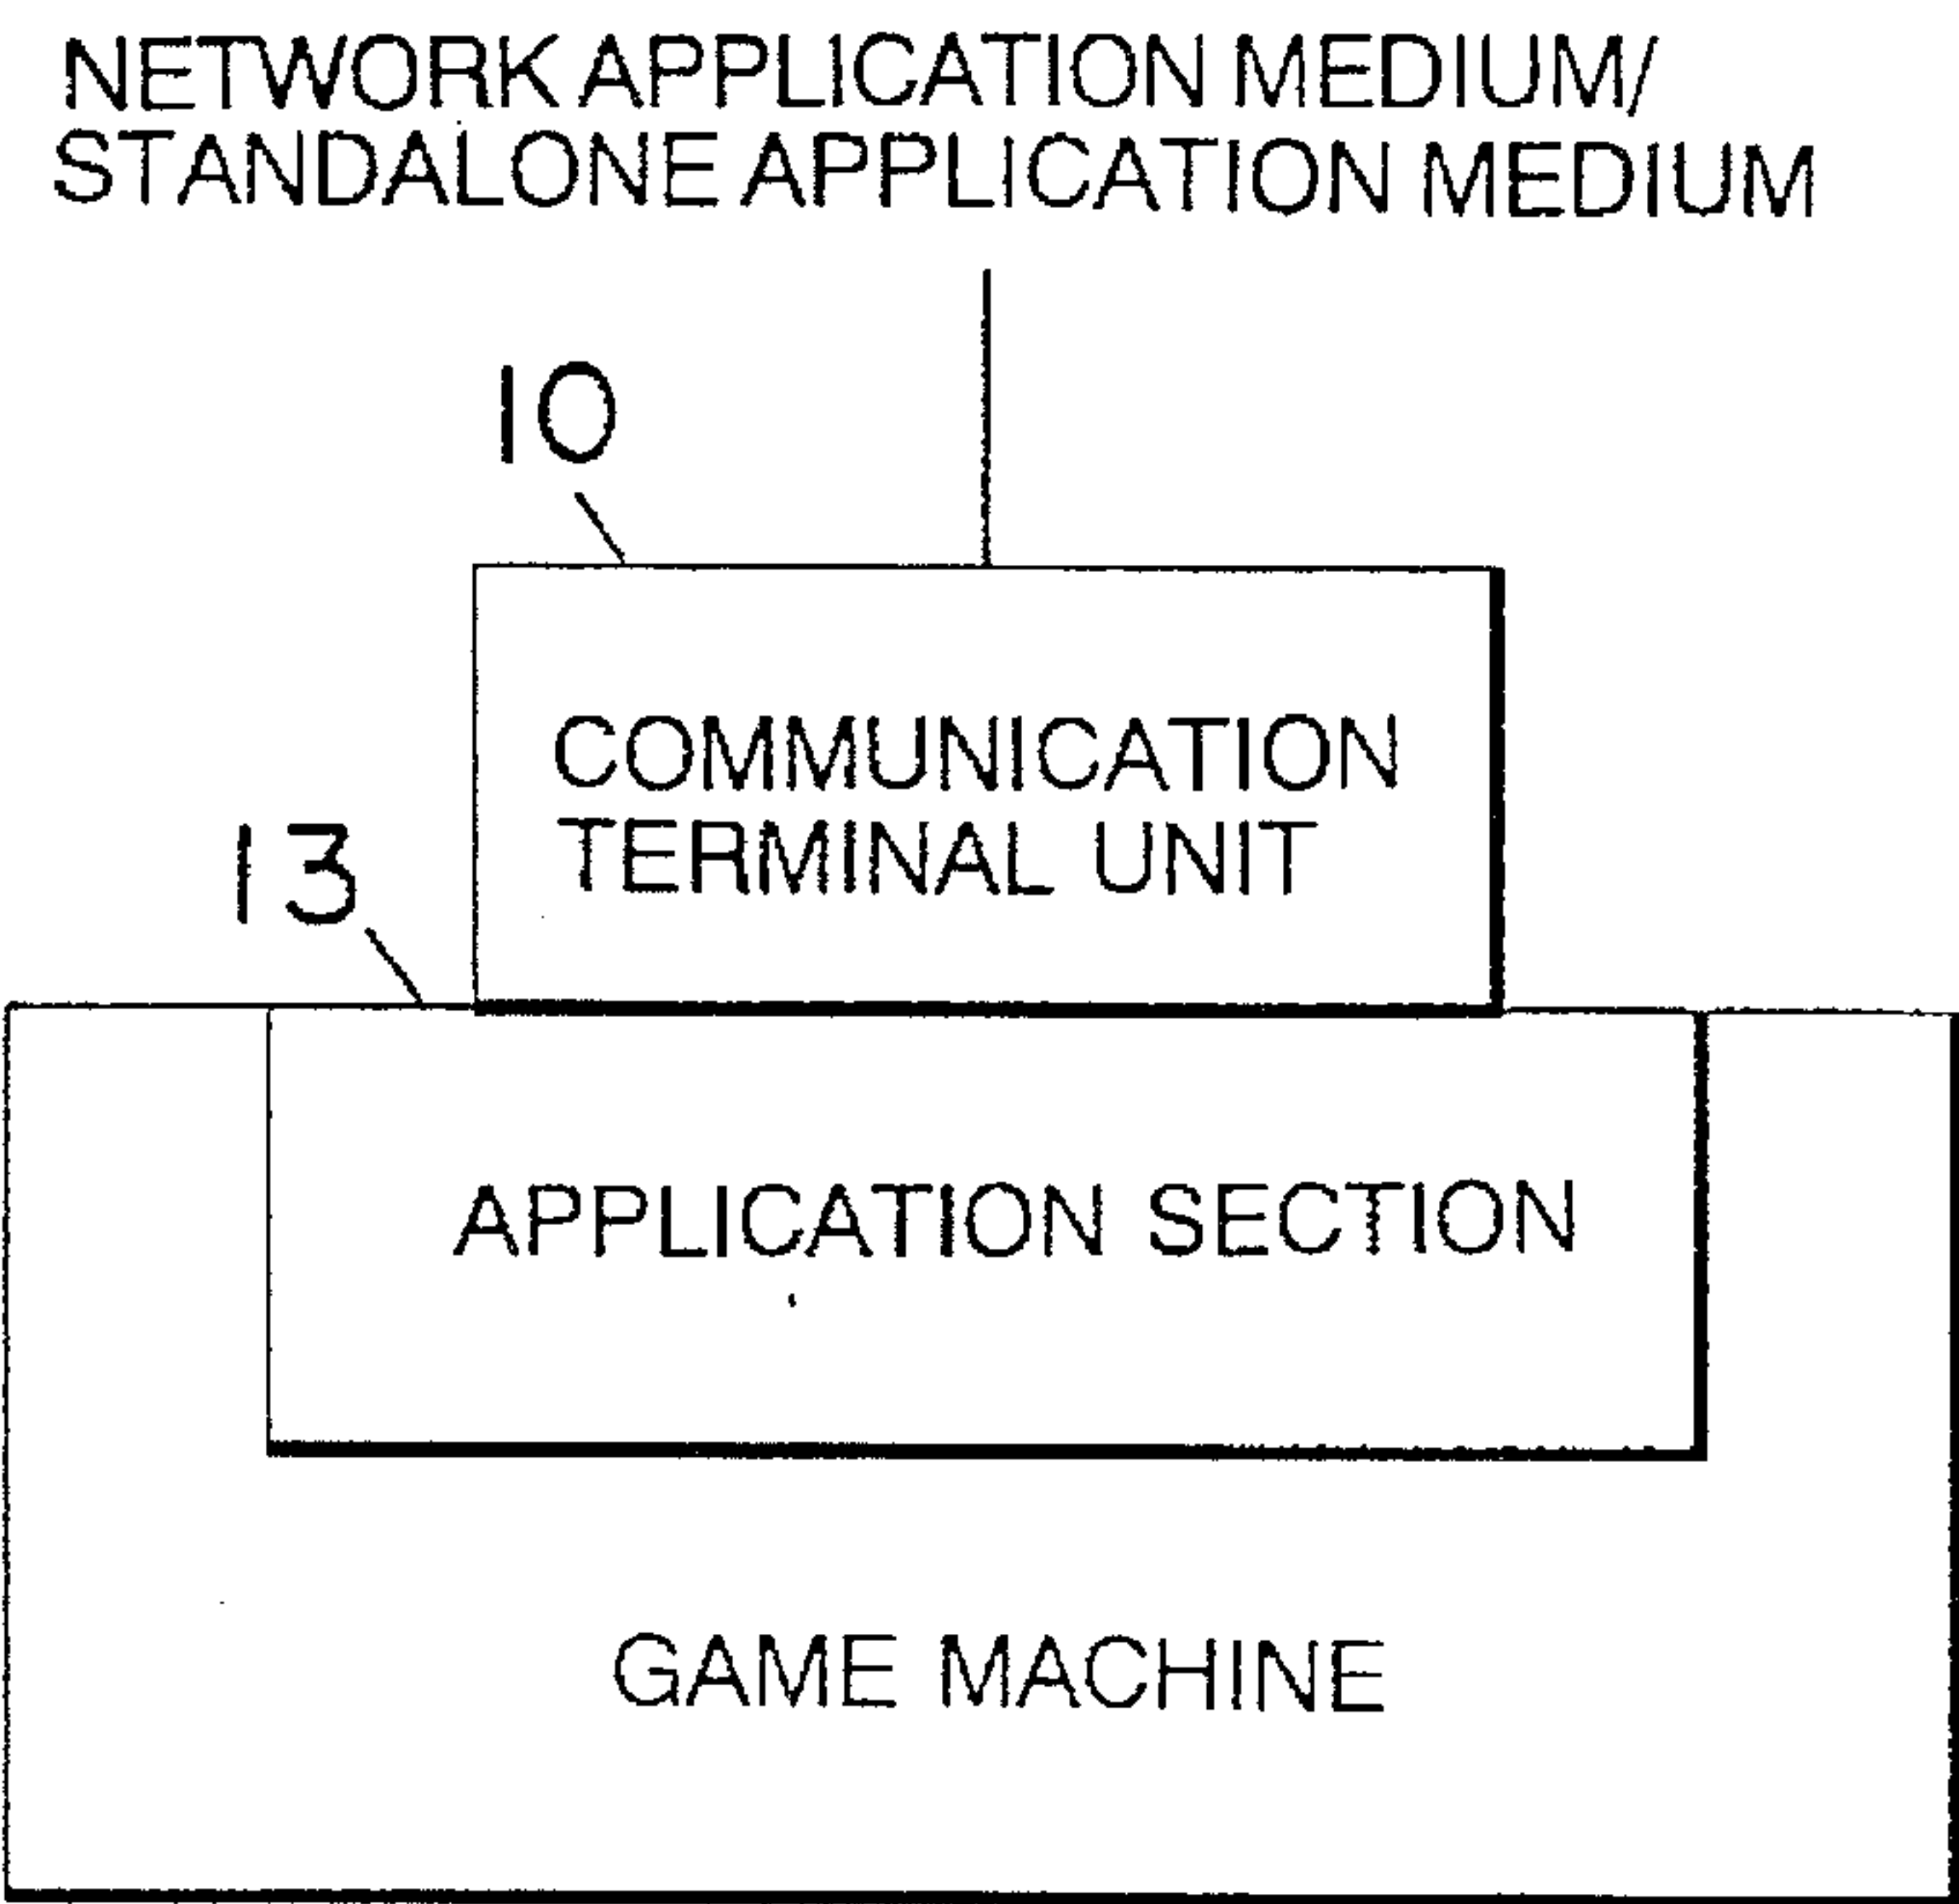 NETWORK APPLICATION MEDIUM/
STANDALONE APPLICATION MEDIUM
10
COMMUNICATION
TERMINAL UNIT
13
APPLICATION SECTION
GAME MACHINE